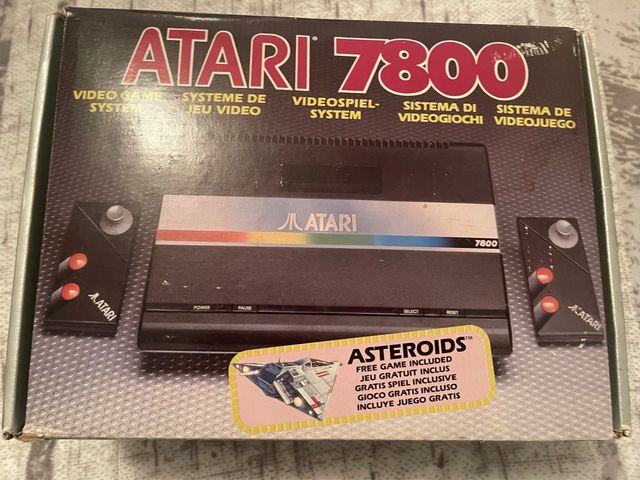 ATARI® 7800
VIDEO GAME
SYSTEM
SYSTEME DE
JEU VIDEO
VIDEOSPIEL-
SYSTEM
SISTEMA DI
VIDEOGIOCHI
SISTEMA DE
VIDEOJUEGO
ATARI
7800
ATARI
ATARI
POWER
PAUSE
SELECT
RESET
ASTEROIDS™
FREE GAME INCLUDED
JEU GRATUIT INCLUS
GRATIS SPIEL INCLUSIVE
GIOCO GRATIS INCLUSO
INCLUYE JUEGO GRATIS